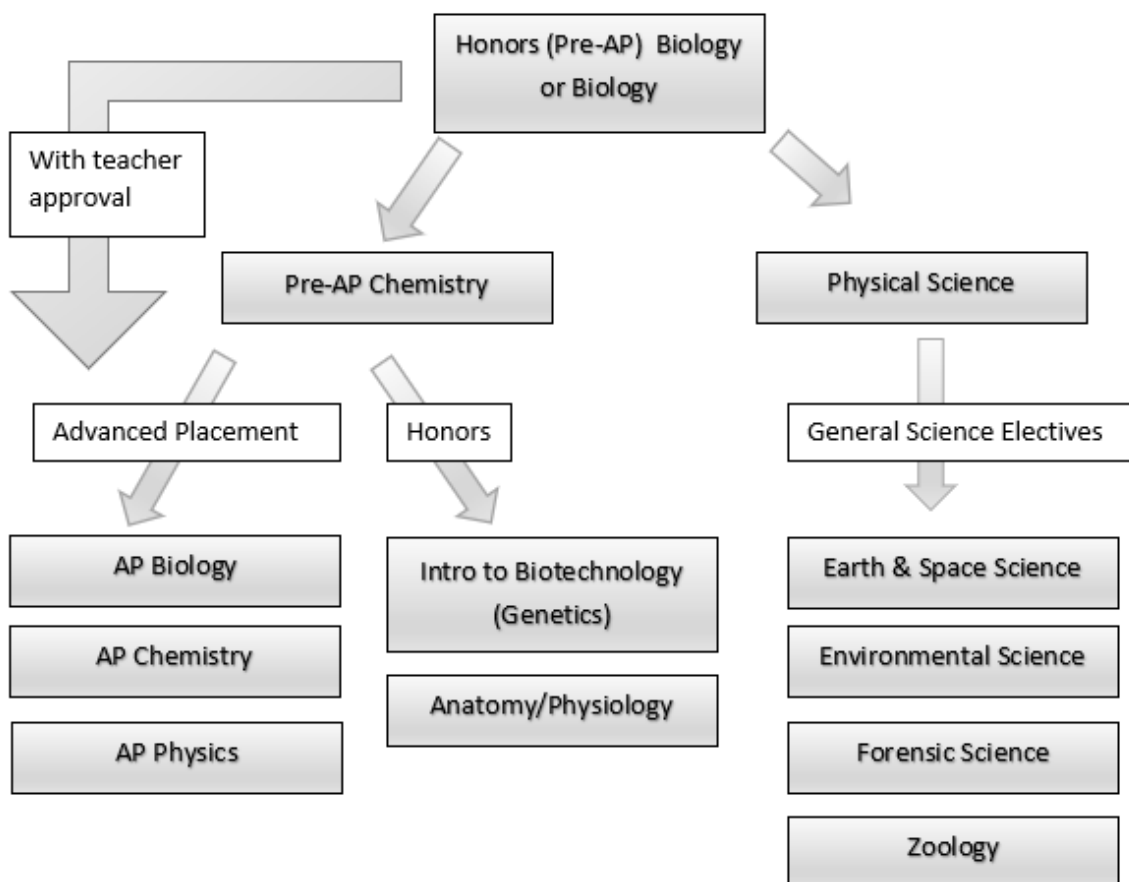 Honors (Pre-AP) Biology
or Biology
With teacher
approval
Pre-AP Chemistry
Physical Science
Advanced Placement
Honors
General Science Electives
AP Biology
AP Chemistry
AP Physics
Intro to Biotechnology
(Genetics)
Anatomy/Physiology
Earth & Space Science
Environmental Science
Forensic Science
Zoology